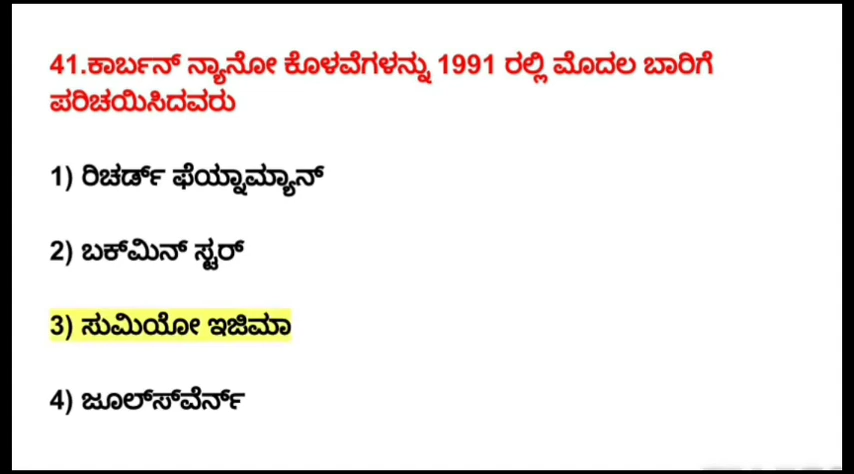 41.ಕಾರ್ಬನ್ ನ್ಯಾನೋ ಕೊಳವೆಗಳನ್ನು 1991 ರಲ್ಲಿ ಮೊದಲ ಬಾರಿಗೆ
ಪರಿಚಯಿಸಿದವರು
1) ರಿಚರ್ಡ್ ಫೆಯ್ನಾಮ್ಯಾನ್
2) ಬಕ್‌ಮಿನ್ ಸ್ಟರ್
3) ಸುಮಿಯೋ ಇಜಿಮಾ
4) ಜೂಲ್ಸ್‌ವೆರ್ನ್